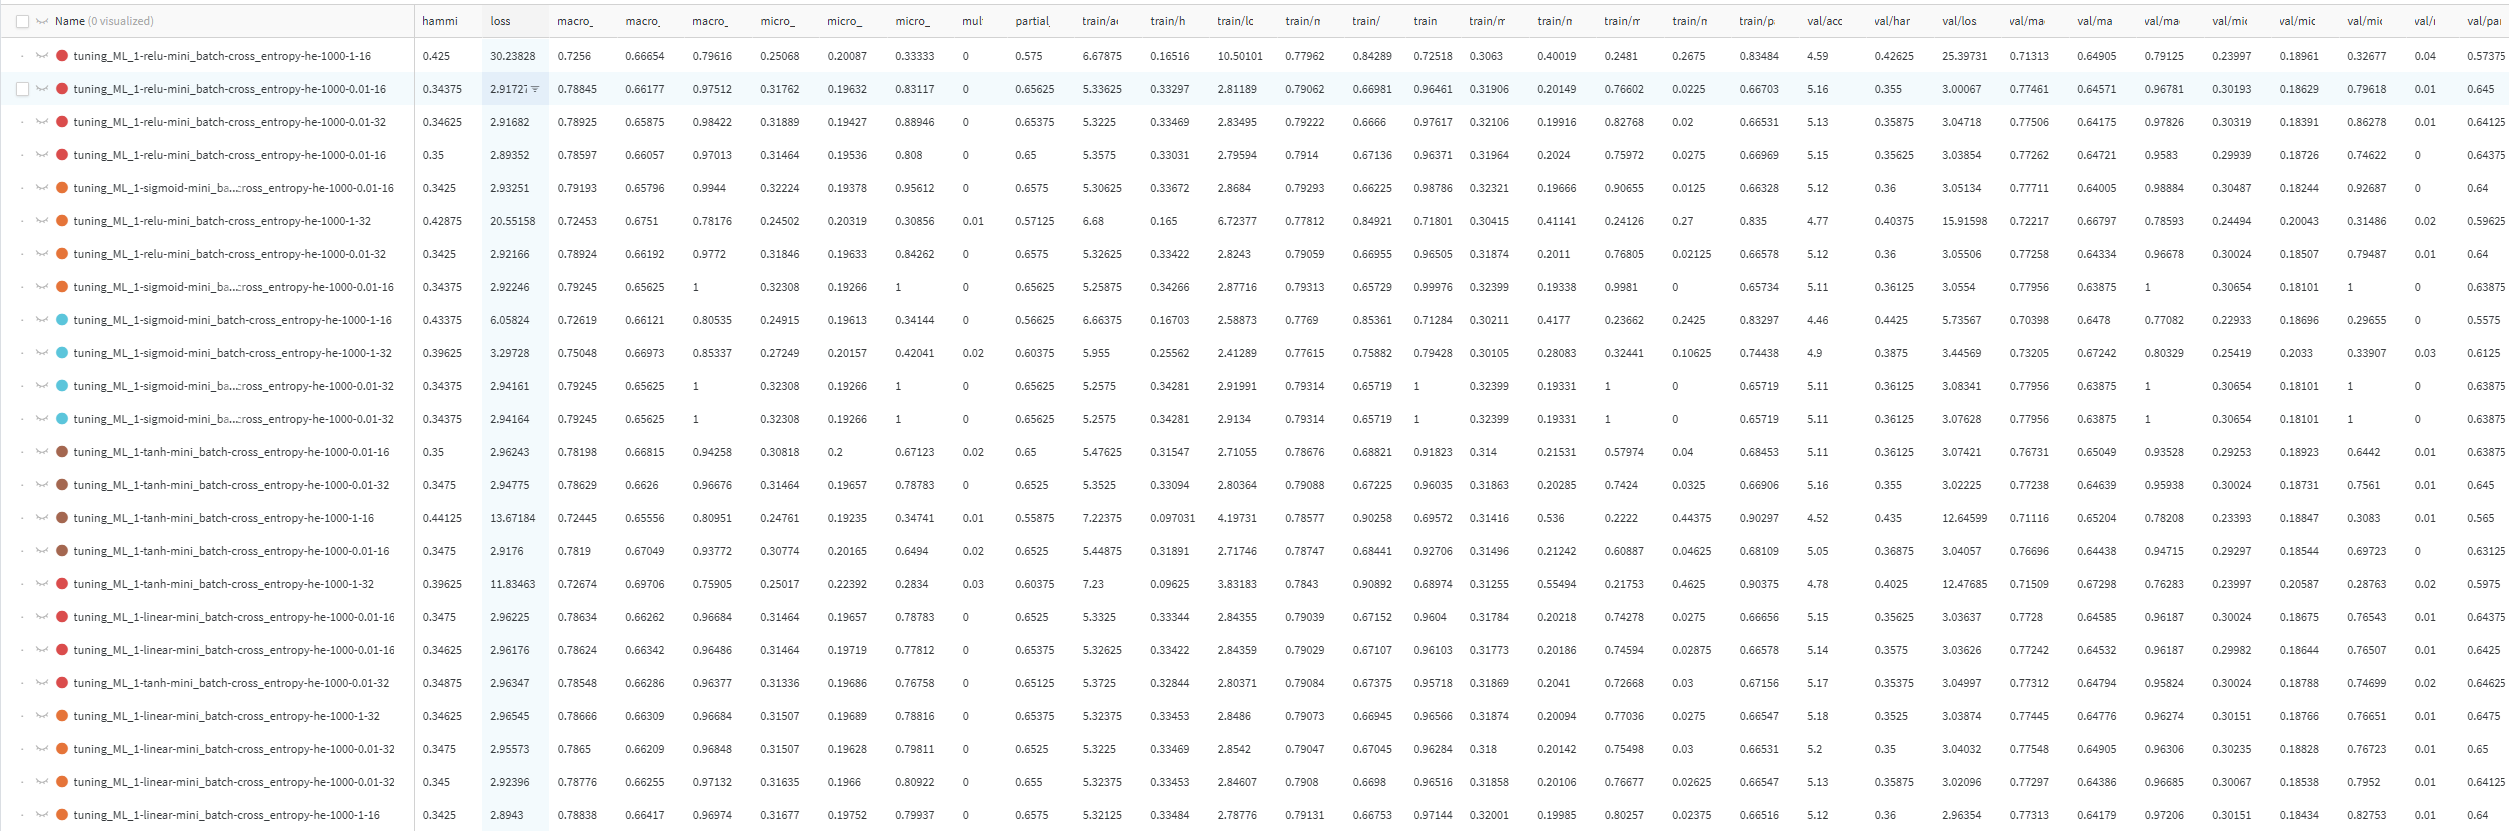 Name (0 visualized) hammi loss macro_ macro_ macro_ micro_ micro_ micro_ mul partial_ train/a train/h train/lc train/n train/ train train/m train/n train/m train/n train/p val/acc val/har val/los val/ma val/ma val/ma val/mic val/mic val/mic val/ val/pa
tuning_ML_1-relu-mini_batch-cross_entropy-he-1000-1-16 0.425 30.23828 0.7256 0.66654 0.79616 0.25068 0.20087 0.33333 0 0.575 6.67875 0.16516 10.50101 0.77962 0.84289 0.72518 0.3063 0.40019 0.2481 0.2675 0.83484 4.59 0.42625 25.39731 0.71313 0.64905 0.79125 0.23997 0.18961 0.32677 0.04 0.57375
tuning_ML_1-relu-mini_batch-cross_entropy-he-1000-0.01-16 0.34375 2.91727 0.78845 0.66177 0.97512 0.31762 0.19632 0.83117 0 0.65625 5.33625 0.33297 2.81189 0.79062 0.66981 0.96461 0.31906 0.20149 0.76602 0.0225 0.66703 5.16 0.355 3.00067 0.77461 0.64571 0.96781 0.30193 0.18629 0.79618 0.01 0.645
tuning_ML_1-relu-mini_batch-cross_entropy-he-1000-0.01-32 0.34625 2.91682 0.78925 0.65875 0.98422 0.31889 0.19427 0.88946 0 0.65375 5.3225 0.33469 2.83495 0.79222 0.6666 0.97617 0.32106 0.19916 0.82768 0.02 0.66531 5.13 0.35875 3.04718 0.77506 0.64175 0.97826 0.30319 0.18391 0.86278 0.01 0.64125
tuning_ML_1-relu-mini_batch-cross_entropy-he-1000-0.01-16 0.35 2.89352 0.78597 0.66057 0.97013 0.31464 0.19536 0.808 0 0.65 5.3575 0.33031 2.79594 0.7914 0.67136 0.96371 0.31964 0.2024 0.75972 0.0275 0.66969 5.15 0.35625 3.03854 0.77262 0.64721 0.9583 0.29939 0.18726 0.74622 0 0.64375
tuning_ML_1-sigmoid-mini_ba...cross_entropy-he-1000-0.01-16 0.3425 2.93251 0.79193 0.65796 0.9944 0.32224 0.19378 0.95612 0 0.6575 5.30625 0.33672 2.8684 0.79293 0.66225 0.98786 0.32321 0.19666 0.90655 0.0125 0.66328 5.12 0.36 3.05134 0.77711 0.64005 0.98884 0.30487 0.18244 0.92687 0 0.64
tuning_ML_1-relu-mini_batch-cross_entropy-he-1000-1-32 0.42875 20.55158 0.72453 0.6751 0.78176 0.24502 0.20319 0.30856 0.01 0.57125 6.68 0.165 6.72377 0.77812 0.84921 0.71801 0.30415 0.41141 0.24126 0.27 0.835 4.77 0.40375 15.91598 0.72217 0.66797 0.78593 0.24494 0.20043 0.31486 0.02 0.59625
tuning_ML_1-relu-mini_batch-cross_entropy-he-1000-0.01-32 0.3425 2.92166 0.78924 0.66192 0.9772 0.31846 0.19633 0.84262 0 0.6575 5.32625 0.33422 2.8243 0.79059 0.66955 0.96505 0.31874 0.2011 0.76805 0.02125 0.66578 5.12 0.36 3.05506 0.77258 0.64334 0.96678 0.30024 0.18507 0.79487 0.01 0.64
tuning_ML_1-sigmoid-mini_ba...cross_entropy-he-1000-0.01-16 0.34375 2.92246 0.79245 0.65625 1 0.32308 0.19266 1 0 0.65625 5.25875 0.34266 2.87716 0.79313 0.65729 0.99976 0.32399 0.19338 0.9981 0 0.65734 5.11 0.36125 3.0554 0.77956 0.63875 1 0.30654 0.18101 1 0 0.63875
tuning_ML_1-sigmoid-mini_batch-cross_entropy-he-1000-1-16 0.43375 6.05824 0.72619 0.66121 0.80535 0.24915 0.19613 0.34144 0 0.56625 6.66375 0.16703 2.58873 0.7769 0.85361 0.71284 0.30211 0.4177 0.23662 0.2425 0.83297 4.46 0.4425 5.73567 0.70398 0.6478 0.77082 0.22933 0.18696 0.29655 0 0.5575
tuning_ML_1-sigmoid-mini_batch-cross_entropy-he-1000-1-32 0.39625 3.29728 0.75048 0.66973 0.85337 0.27249 0.20157 0.42041 0.02 0.60375 5.955 0.25562 2.41289 0.77615 0.75882 0.79428 0.30105 0.28083 0.32441 0.10625 0.74438 4.9 0.3875 3.44569 0.73205 0.67242 0.80329 0.25419 0.2033 0.33907 0.03 0.6125
tuning_ML_1-sigmoid-mini_ba...cross_entropy-he-1000-0.01-32 0.34375 2.94161 0.79245 0.65625 1 0.32308 0.19266 1 0 0.65625 5.2575 0.34281 2.91991 0.79314 0.65719 1 0.32399 0.19331 1 0 0.65719 5.11 0.36125 3.08341 0.77956 0.63875 1 0.30654 0.18101 1 0 0.63875
tuning_ML_1-sigmoid-mini_ba...cross_entropy-he-1000-0.01-32 0.34375 2.94164 0.79245 0.65625 1 0.32308 0.19266 1 0 0.65625 5.2575 0.34281 2.9134 0.79314 0.65719 1 0.32399 0.19331 1 0 0.65719 5.11 0.36125 3.07628 0.77956 0.63875 1 0.30654 0.18101 1 0 0.63875
tuning_ML_1-tanh-mini_batch-cross_entropy-he-1000-0.01-16 0.35 2.96243 0.78198 0.66815 0.94258 0.30818 0.2 0.67123 0.02 0.65 5.47625 0.31547 2.71055 0.78676 0.68821 0.91823 0.314 0.21531 0.57974 0.04 0.68453 5.11 0.36125 3.07421 0.76731 0.65049 0.93528 0.29253 0.18923 0.6442 0.01 0.63875
tuning_ML_1-tanh-mini_batch-cross_entropy-he-1000-0.01-32 0.3475 2.94775 0.78629 0.6626 0.96676 0.31464 0.19657 0.78783 0 0.6525 5.3525 0.33094 2.80364 0.79088 0.67225 0.96035 0.31863 0.20285 0.7424 0.0325 0.66906 5.16 0.355 3.02225 0.77238 0.64639 0.95938 0.30024 0.18731 0.7561 0.01 0.645
tuning_ML_1-tanh-mini_batch-cross_entropy-he-1000-1-16 0.44125 13.67184 0.72445 0.65556 0.80951 0.24761 0.19235 0.34741 0.01 0.55875 7.22375 0.097031 4.19731 0.78577 0.90258 0.69572 0.31416 0.536 0.2222 0.44375 0.90297 4.52 0.435 12.64599 0.71116 0.65204 0.78208 0.23393 0.18847 0.3083 0.01 0.565
tuning_ML_1-tanh-mini_batch-cross_entropy-he-1000-0.01-16 0.3475 2.9176 0.7819 0.67049 0.93772 0.30774 0.20165 0.6494 0.02 0.6525 5.44875 0.31891 2.71746 0.78747 0.68441 0.92706 0.31496 0.21242 0.60887 0.04625 0.68109 5.05 0.36875 3.04057 0.76696 0.64438 0.94715 0.29297 0.18544 0.69723 0 0.63125
tuning_ML_1-tanh-mini_batch-cross_entropy-he-1000-1-32 0.39625 11.83463 0.72674 0.69706 0.75905 0.25017 0.22392 0.2834 0.03 0.60375 7.23 0.09625 3.83183 0.7843 0.90892 0.68974 0.31255 0.55494 0.21753 0.4625 0.90375 4.78 0.4025 12.47685 0.71509 0.67298 0.76283 0.23997 0.20587 0.28763 0.02 0.5975
tuning_ML_1-linear-mini_batch-cross_entropy-he-1000-0.01-16 0.3475 2.96225 0.78634 0.66262 0.96684 0.31464 0.19657 0.78783 0 0.6525 5.3325 0.33344 2.84355 0.79039 0.67152 0.9604 0.31784 0.20218 0.74278 0.0275 0.66656 5.15 0.35625 3.03637 0.7728 0.64585 0.96187 0.30024 0.18675 0.76543 0.01 0.64375
tuning_ML_1-linear-mini_batch-cross_entropy-he-1000-0.01-16 0.34625 2.96176 0.78624 0.66342 0.96486 0.31464 0.19719 0.77812 0 0.65375 5.32625 0.33422 2.84359 0.79029 0.67107 0.96103 0.31773 0.20186 0.74594 0.02875 0.66578 5.14 0.3575 3.03626 0.77242 0.64532 0.96187 0.29982 0.18644 0.76507 0.01 0.6425
tuning_ML_1-tanh-mini_batch-cross_entropy-he-1000-0.01-32 0.34875 2.96347 0.78548 0.66286 0.96377 0.31336 0.19686 0.76758 0 0.65125 5.3725 0.32844 2.80371 0.79084 0.67375 0.95718 0.31869 0.2041 0.72668 0.03 0.67156 5.17 0.35375 3.04997 0.77312 0.64794 0.95824 0.30024 0.18788 0.74699 0.02 0.64625
tuning_ML_1-linear-mini_batch-cross_entropy-he-1000-1-32 0.34625 2.96545 0.78666 0.66309 0.96684 0.31507 0.19689 0.78816 0 0.65375 5.32375 0.33453 2.8486 0.79073 0.66945 0.96566 0.31874 0.20094 0.77036 0.0275 0.66547 5.18 0.3525 3.03874 0.77445 0.64776 0.96274 0.30151 0.18766 0.76651 0.01 0.6475
tuning_ML_1-linear-mini_batch-cross_entropy-he-1000-0.01-32 0.3475 2.95573 0.7865 0.66209 0.96848 0.31507 0.19628 0.79811 0 0.6525 5.3225 0.33469 2.8542 0.79047 0.67045 0.96284 0.318 0.20142 0.75498 0.03 0.66531 5.2 0.35 3.04032 0.77548 0.64905 0.96306 0.30235 0.18828 0.76723 0.01 0.65
tuning_ML_1-linear-mini_batch-cross_entropy-he-1000-0.01-32 0.345 2.92396 0.78776 0.66255 0.97132 0.31635 0.1966 0.80922 0 0.655 5.32375 0.33453 2.84607 0.7908 0.6698 0.96516 0.31858 0.20106 0.76677 0.02625 0.66547 5.13 0.35875 3.02096 0.77297 0.64386 0.96685 0.30067 0.18538 0.7952 0.01 0.64125
tuning_ML_1-linear-mini_batch-cross_entropy-he-1000-1-16 0.3425 2.8943 0.78838 0.66417 0.96974 0.31677 0.19752 0.79937 0 0.6575 5.32125 0.33484 2.78776 0.79131 0.66753 0.97144 0.32001 0.19985 0.80257 0.02375 0.66516 5.12 0.36 2.96354 0.77313 0.64179 0.97206 0.30151 0.18434 0.82753 0.01 0.64